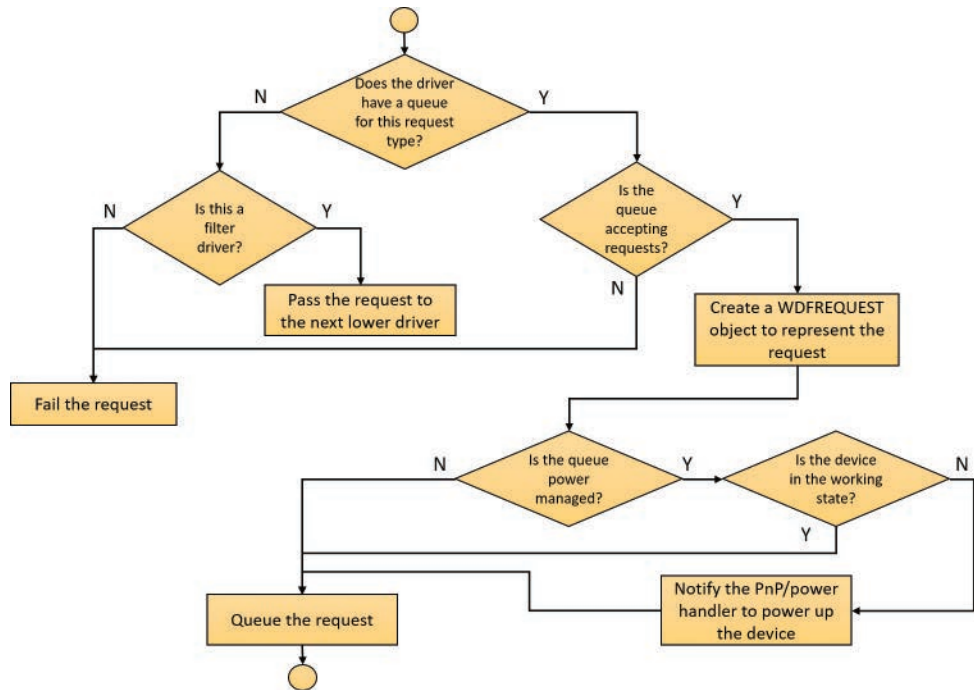 Does the driver
have a queue
for this request
type?
N
Y
Is this a
filter
driver?
N
Y
Is the
queue
accepting
requests?
Y
N
Pass the request to
the next lower driver
Create a WDFREQUEST
object to represent the
request
Fail the request
Is the queue
power
managed?
N
Y
Is the device
in the working
state?
N
Y
Notify the PnP/power
handler to power up
the device
Queue the request